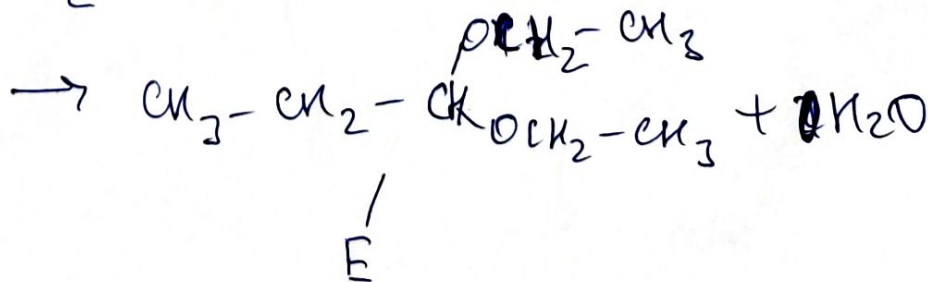 OCH₂-CH₃
→ CH₃-CH₂-CH OCH₂-CH₃ + H₂O
E